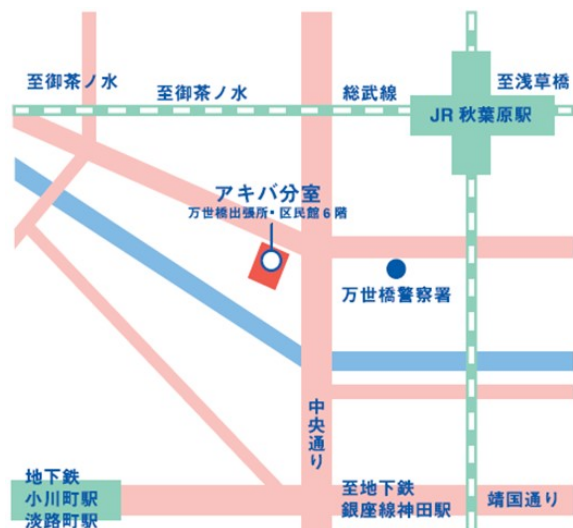 至御茶ノ水
至御茶ノ水
総武線
至浅草橋
JR 秋葉原駅
アキバ分室
万世橋出張所・区民館6階
万世橋警察署
中央通り
地下鉄
小川町駅
淡路町駅
至地下鉄
銀座線神田駅
靖国通り